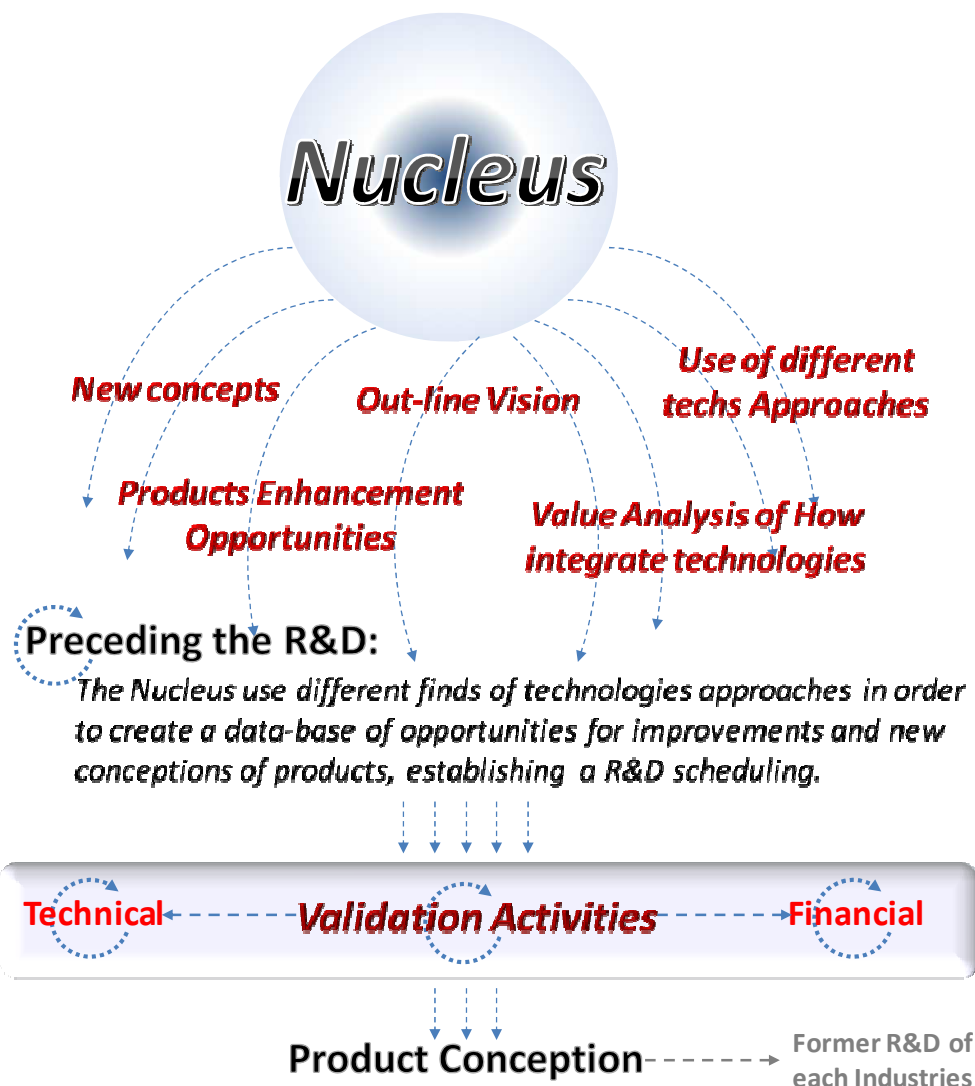 Nucleus
New concepts
Out-line Vision
Use of different
techs Approaches
Products Enhancement
Opportunities
Value Analysis of How
integrate technologies
Preceding the R&D:
The Nucleus use different finds of technologies approaches in order
to create a data-base of opportunities for improvements and new
conceptions of products, establishing a R&D scheduling.
Technical
Validation Activities
Financial
Product Conception
Former R&D of
each Industries